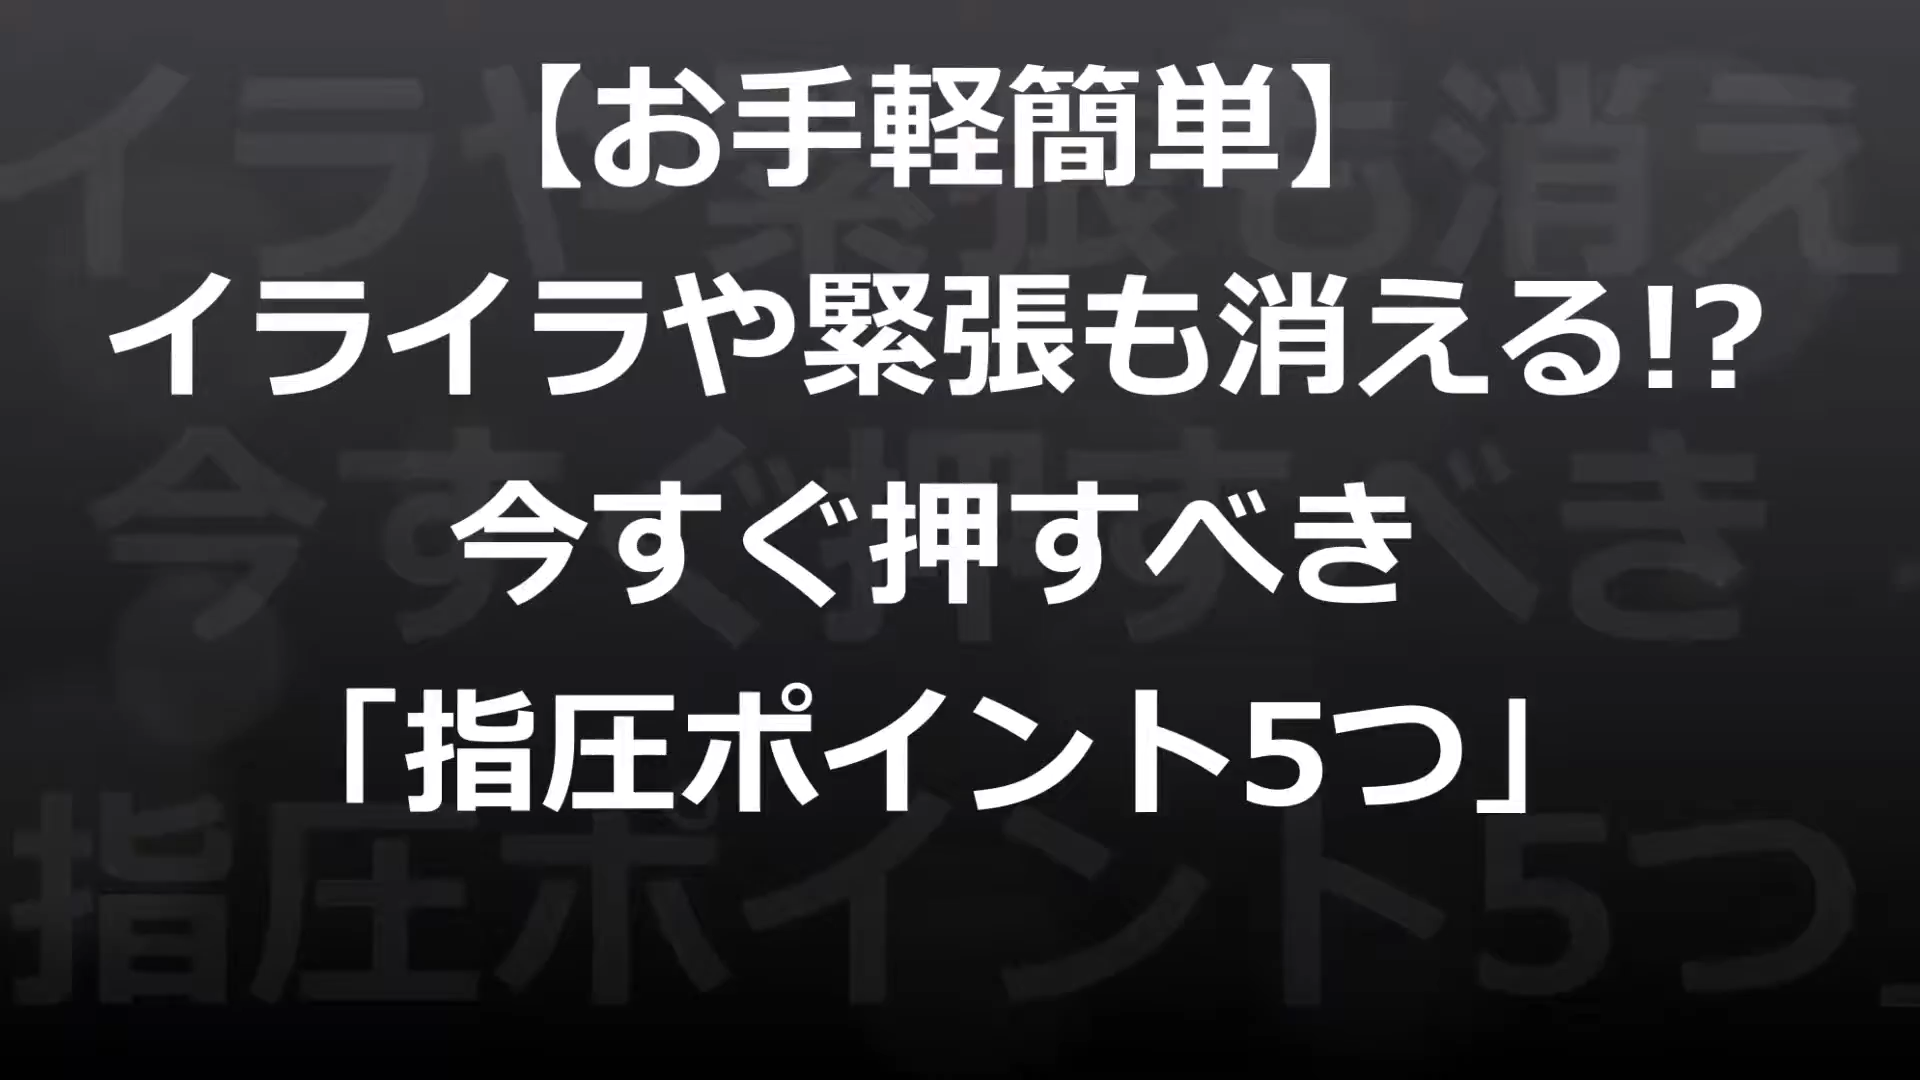 【お手軽簡単】
イライラや緊張も消える!?
今すぐ押すべき
「指圧ポイント5つ」